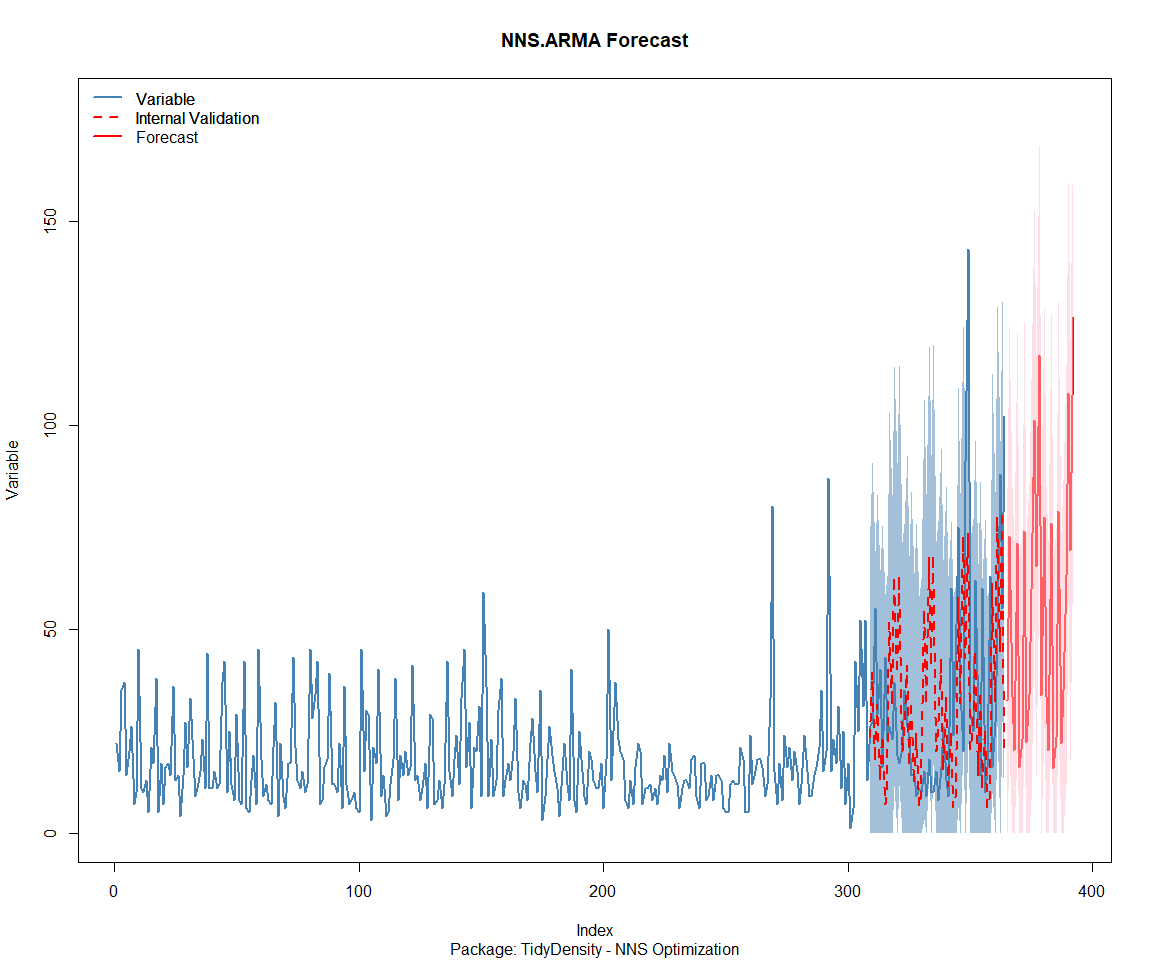 NNS.ARMA Forecast
Variable
Internal Validation
Forecast
Variable
150
100
50
0
0
100
200
300
400
Index
Package: TidyDensity - NNS Optimization